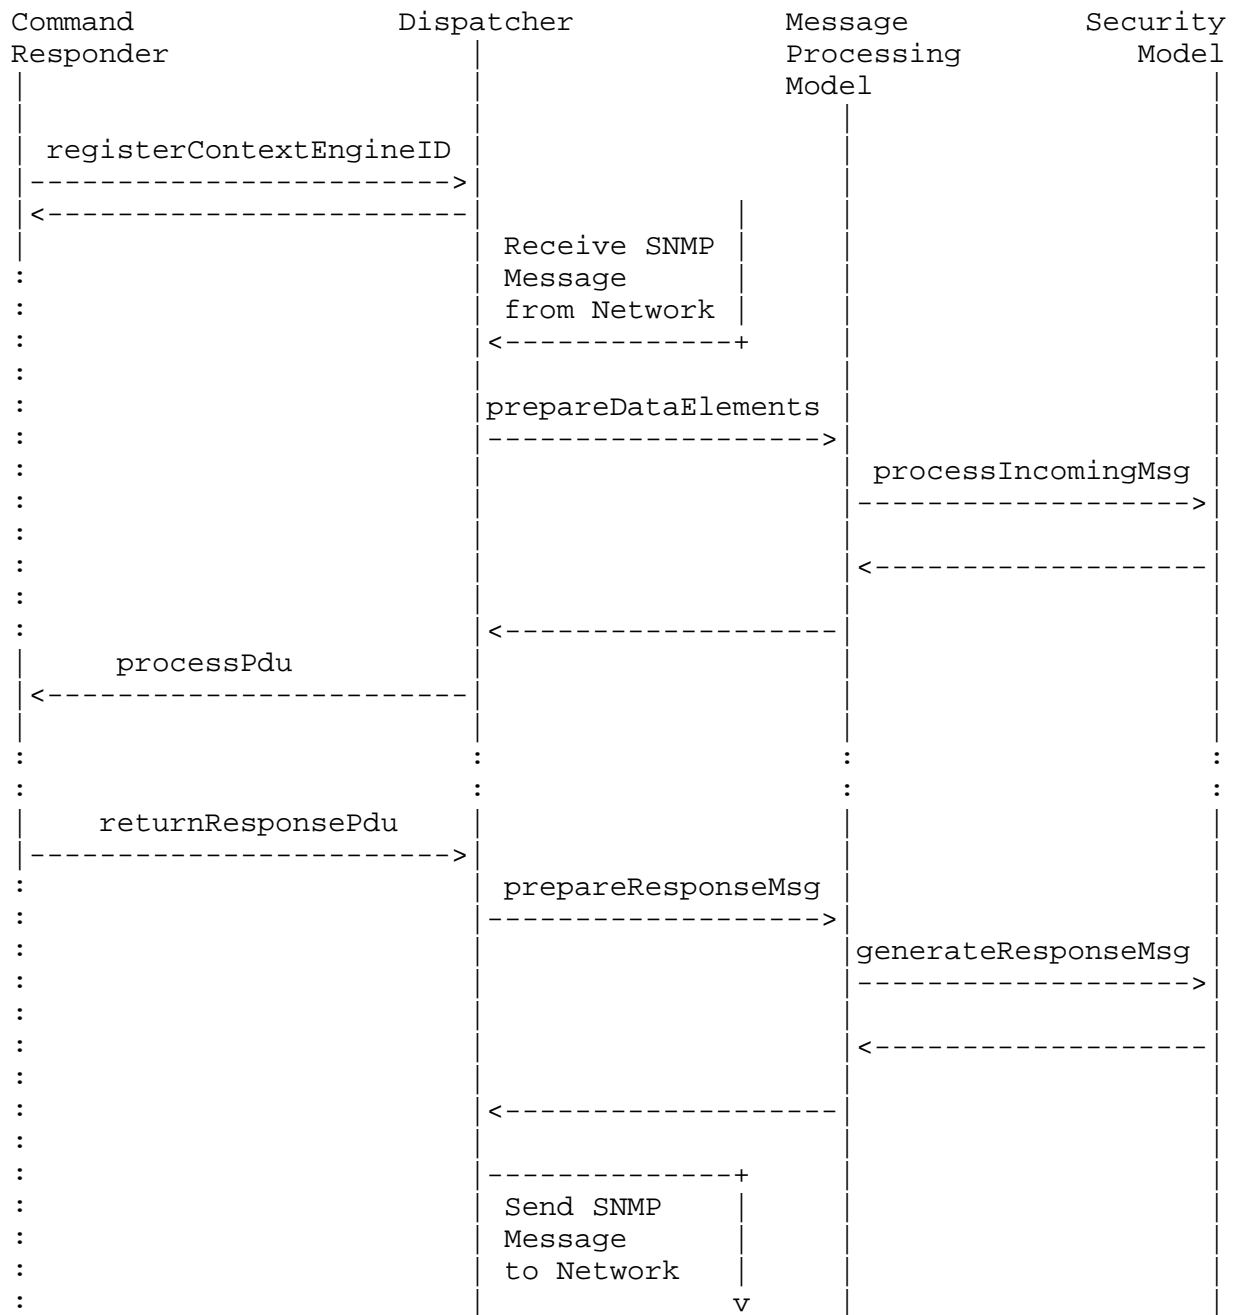 Command Dispatcher Message Security
Responder Processing Model
Model
registerContextEngineID
Receive SNMP
Message
from Network
prepareDataElements
processIncomingMsg
processPdu
returnResponsePdu
prepareResponseMsg
generateResponseMsg
Send SNMP
Message
to Network
v